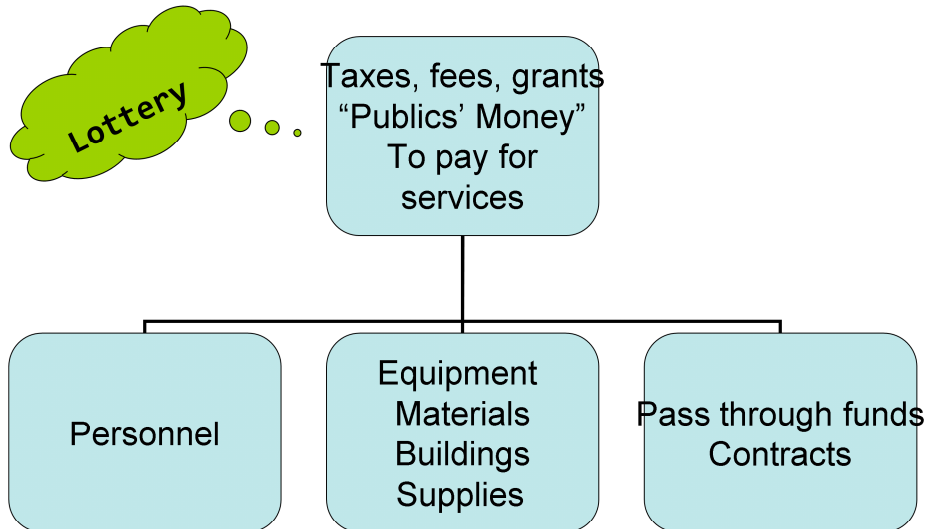 Lottery
Taxes, fees, grants
“Publics’ Money”
To pay for
services
Personnel
Equipment
Materials
Buildings
Supplies
Pass through funds
Contracts